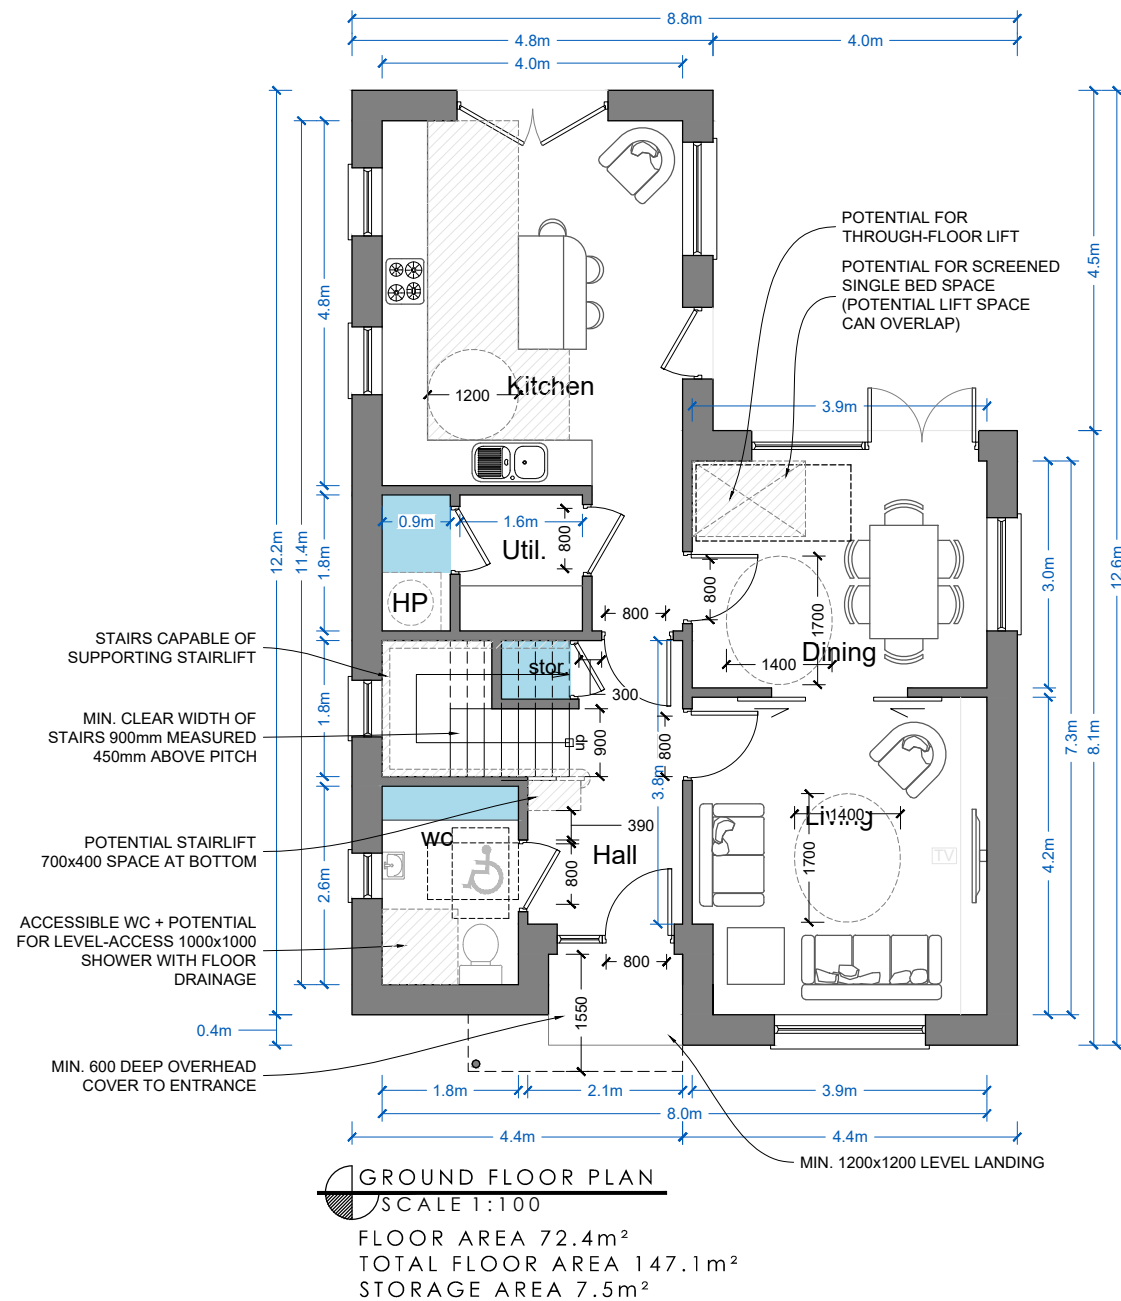 8.8m
4.8m
4.0m
4.0m
12.2m
11.4m
4.8m
4.5m
12.6m
POTENTIAL FOR
THROUGH-FLOOR LIFT
POTENTIAL FOR SCREENED
SINGLE BED SPACE
(POTENTIAL LIFT SPACE
CAN OVERLAP)
1200
Kitchen
3.9m
0.9m
1.6m
800
Util.
1.8m
HP
800
800
1700
1400
Dining
3.0m
7.3m
8.1m
STAIRS CAPABLE OF
SUPPORTING STAIRLIFT
stor.
300
MIN. CLEAR WIDTH OF
STAIRS 900mm MEASURED
450mm ABOVE PITCH
1.8m
up
900
800
3.8m
POTENTIAL STAIRLIFT
700x400 SPACE AT BOTTOM
wc
390
Hall
800
Living
1400
1700
TV
4.2m
2.6m
ACCESSIBLE WC + POTENTIAL
FOR LEVEL-ACCESS 1000x1000
SHOWER WITH FLOOR
DRAINAGE
800
1550
0.4m
MIN. 600 DEEP OVERHEAD
COVER TO ENTRANCE
1.8m
2.1m
3.9m
8.0m
4.4m
4.4m
MIN. 1200x1200 LEVEL LANDING
GROUND FLOOR PLAN
SCALE 1:100
FLOOR AREA 72.4m²
TOTAL FLOOR AREA 147.1m²
STORAGE AREA 7.5m²